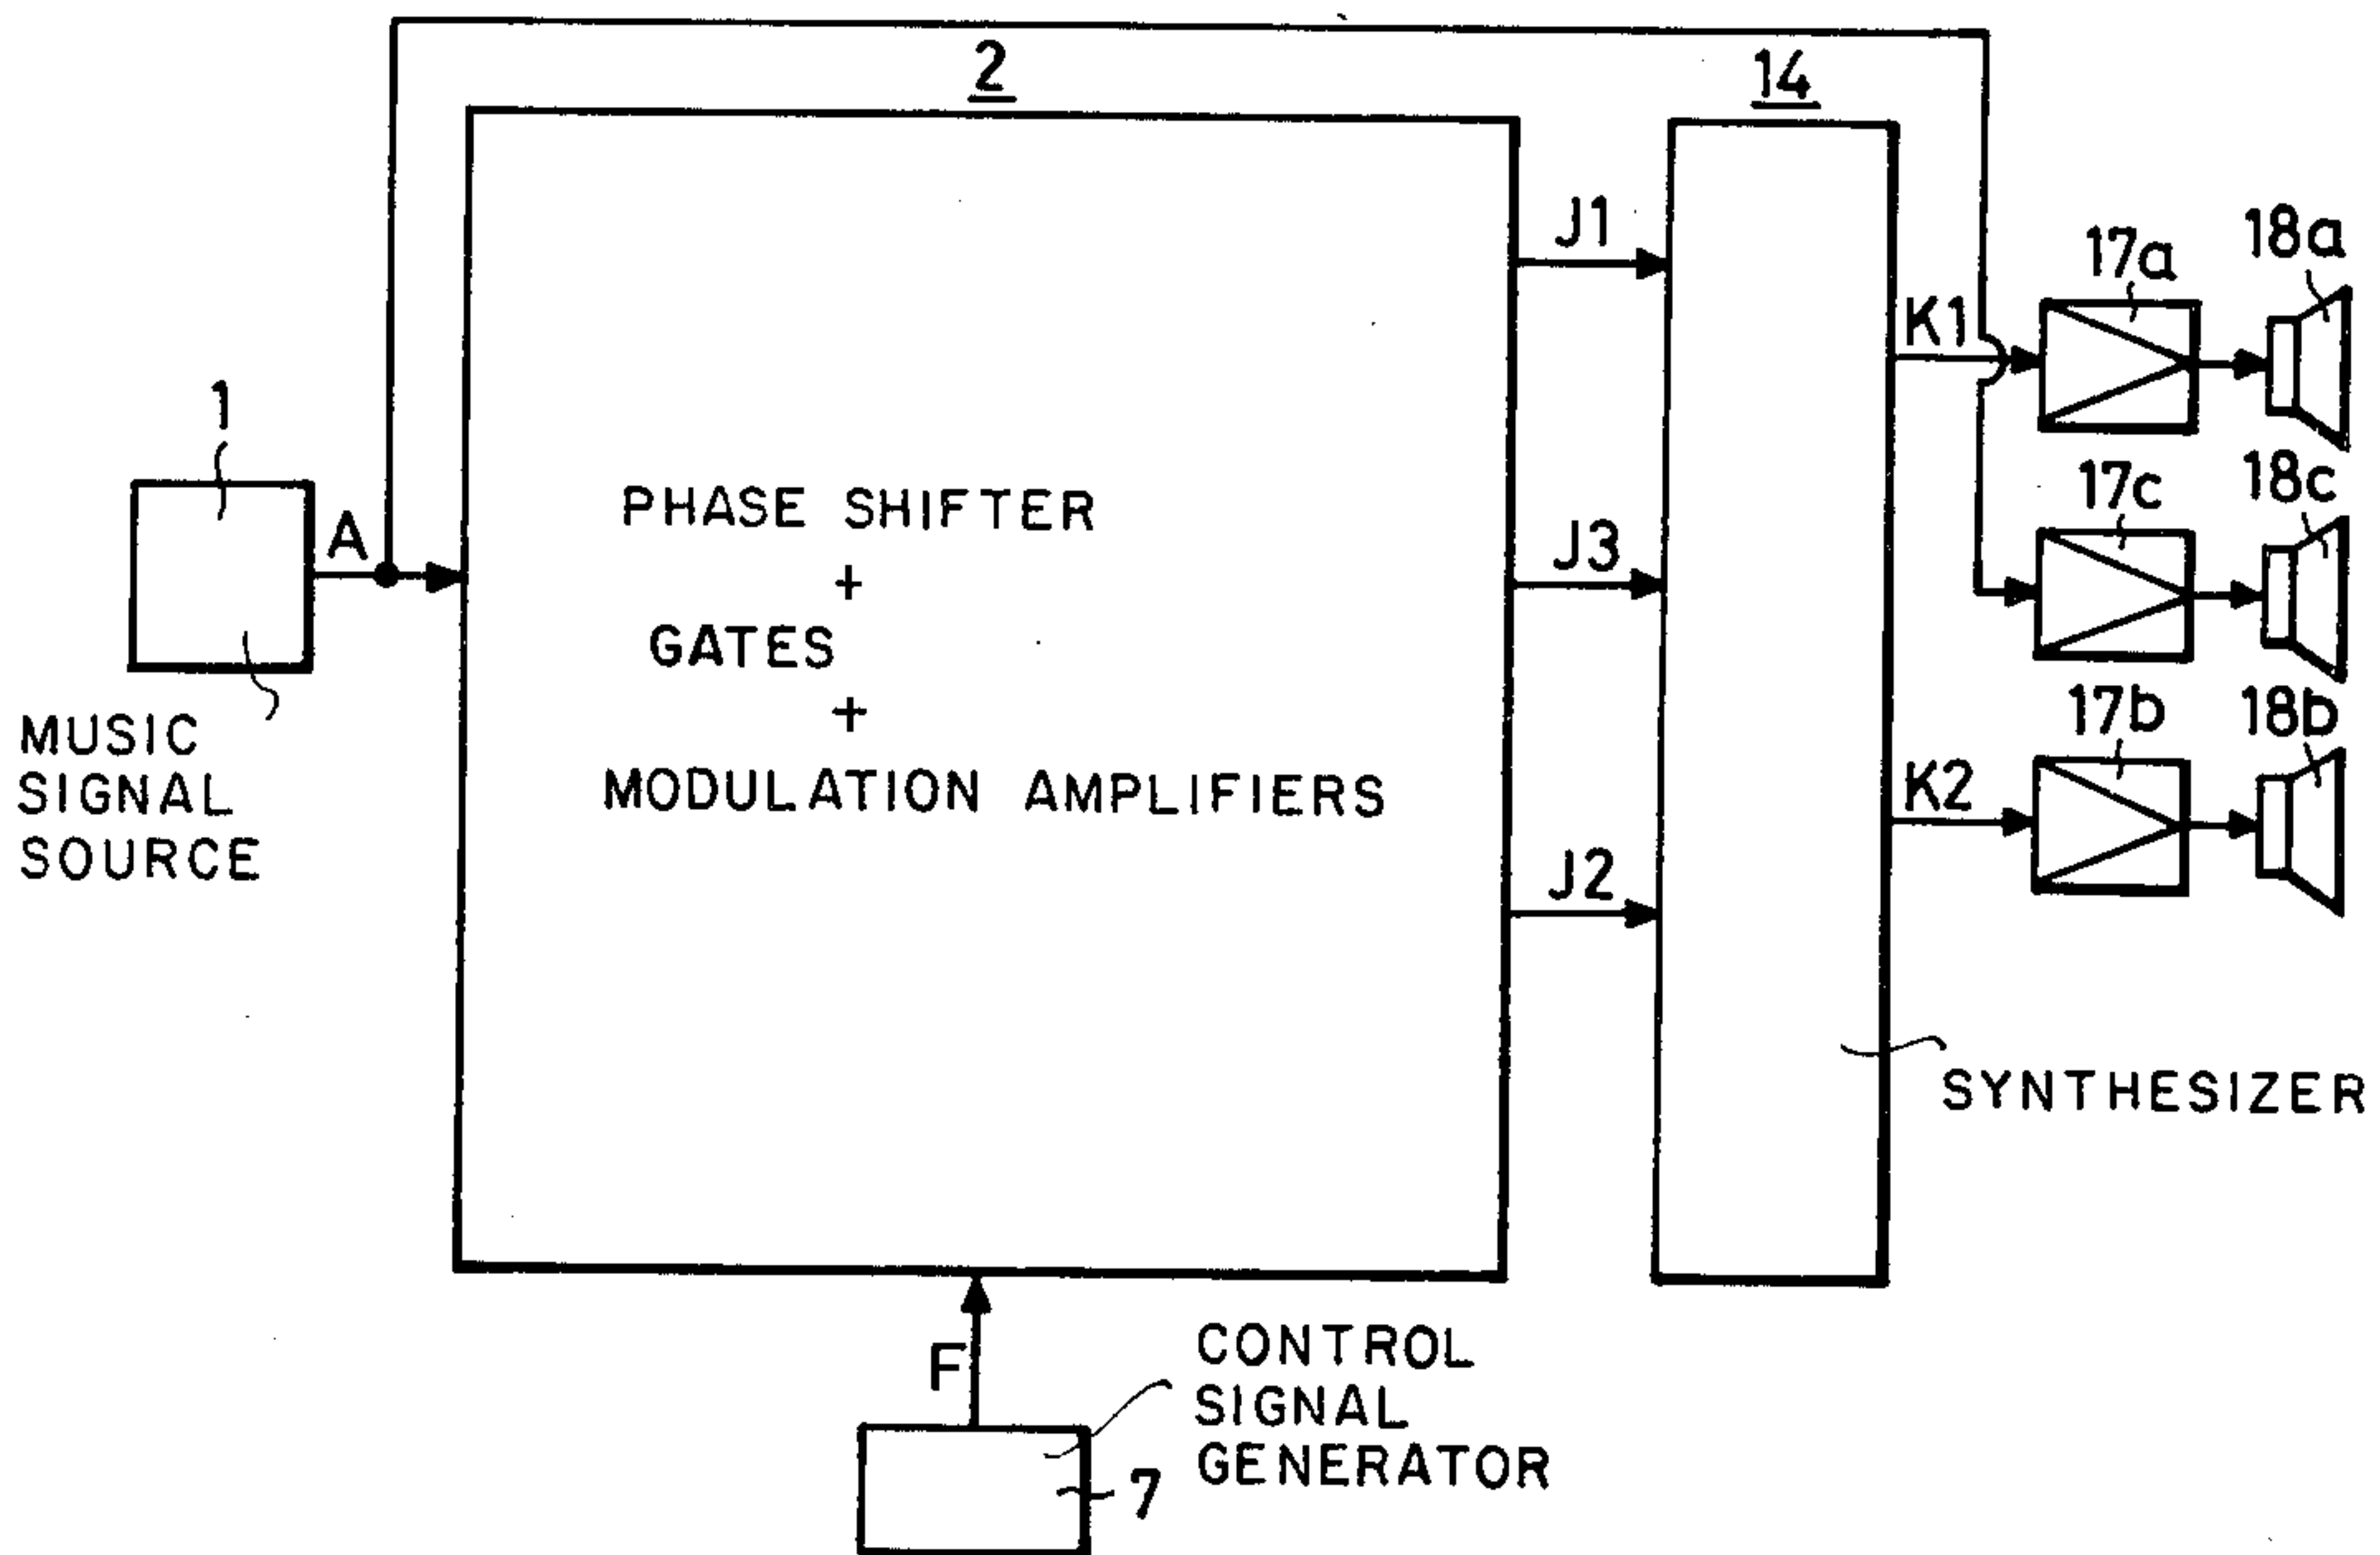 2
14
J1
18a
17a
K1
1
A
PHASE SHIFTER
+
GATES
+
MODULATION AMPLIFIERS
J3
17c
18c
MUSIC
SIGNAL
SOURCE
17b
18b
K2
J2
SYNTHESIZER
F
CONTROL
SIGNAL
GENERATOR
7